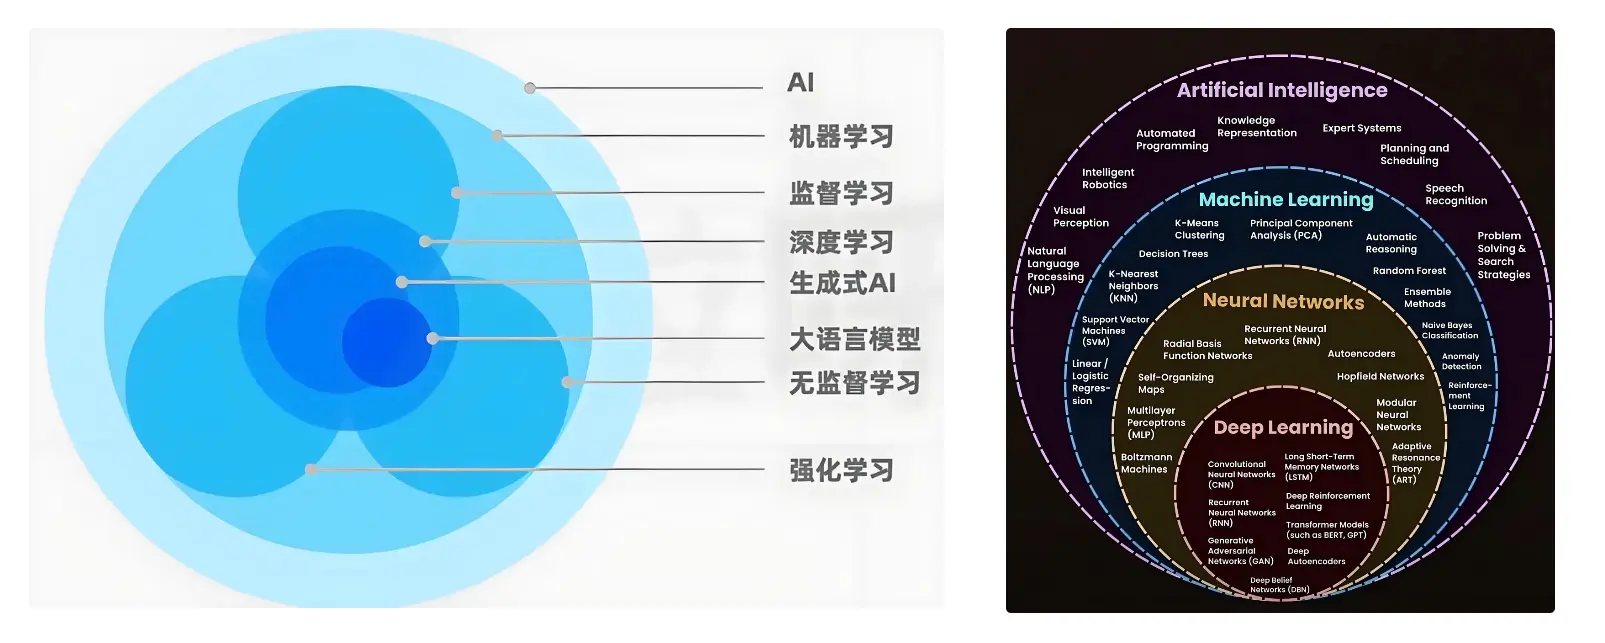 AI
机器学习
监督学习
深度学习
生成式AI
大语言模型
无监督学习
强化学习
Artificial Intelligence
Knowledge
Representation
Expert Systems
Automated
Programming
Planning and
Scheduling
Intelligent
Robotics
Speech
Recognition
Visual
Perception
Natural
Language
Processing
(NLP)
Problem
Solving &
Search
Strategies
Machine Learning
K-Means
Clustering
Principal Component
Analysis (PCA)
Automatic
Reasoning
Decision Trees
K-Nearest
Neighbors
(KNN)
Random Forest
Ensemble
Methods
Support Vector
Machines
(SVM)
Naive Bayes
Classification
Linear /
Logistic
Regres-
sion
Anomaly
Detection
Reinforce-
ment
Learning
Neural Networks
Recurrent Neural
Networks (RNN)
Radial Basis
Function Networks
Autoencoders
Self-Organizing
Maps
Hopfield Networks
Multilayer
Perceptrons
(MLP)
Modular
Neural
Networks
Boltzmann
Machines
Adaptive
Resonance
Theory
(ART)
Deep Learning
Convolutional
Neural Networks
(CNN)
Long Short-Term
Memory Networks
(LSTM)
Recurrent
Neural Networks
(RNN)
Deep Reinforcement
Learning
Transformer Models
(such as BERT, GPT)
Generative
Adversarial
Networks (GAN)
Deep
Autoencoders
Deep Belief
Networks (DBN)